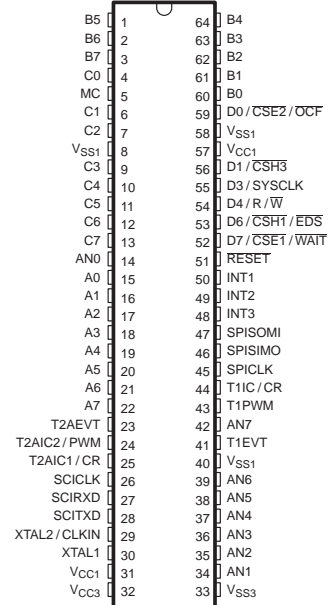 B5 1 64 B4
B6 2 63 B3
B7 3 62 B2
C0 4 61 B1
MC 5 60 B0
C1 6 59 D0/CSE2/OCF
C2 7 58 VSS1
VSS1 8 57 VCC1
C3 9 56 D1/CSH3
C4 10 55 D3/SYSCLK
C5 11 54 D4/R/W
C6 12 53 D6/CSH1/EDS
C7 13 52 D7/CSE1/WAIT
AN0 14 51 RESET
A0 15 50 INT1
A1 16 49 INT2
A2 17 48 INT3
A3 18 47 SPISOMI
A4 19 46 SPISIMO
A5 20 45 SPICLK
A6 21 44 T1IC/CR
A7 22 43 T1PWM
T2AEVT 23 42 AN7
T2AIC2/PWM 24 41 T1EVT
T2AIC1/CR 25 40 VSS1
SCICLK 26 39 AN6
SCIRXD 27 38 AN5
SCITXD 28 37 AN4
XTAL2/CLKIN 29 36 AN3
XTAL1 30 35 AN2
VCC1 31 34 AN1
VCC3 32 33 VSS3